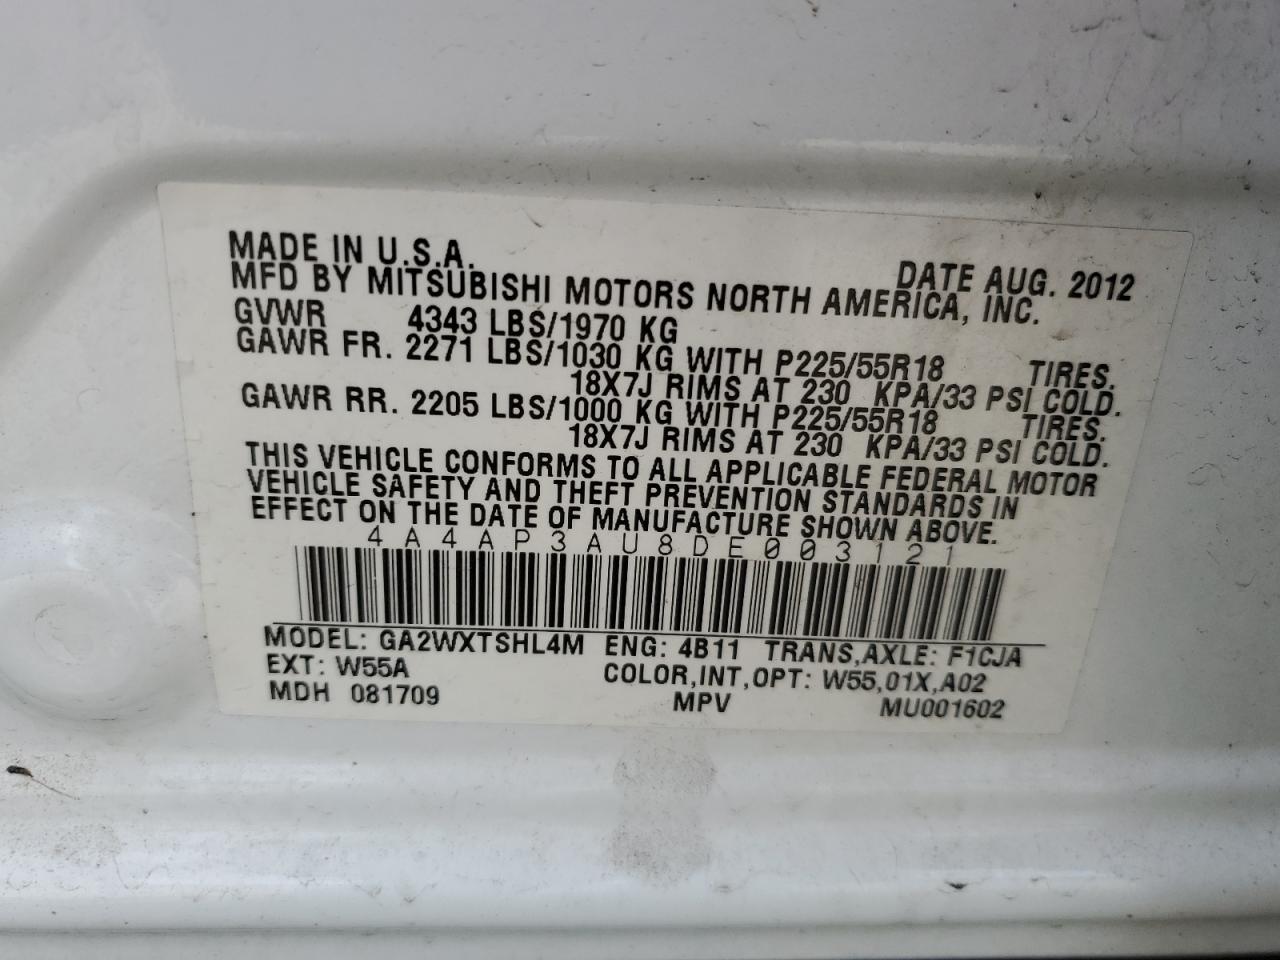 MADE IN U.S.A. DATE AUG. 2012
MFD BY MITSUBISHI MOTORS NORTH AMERICA, INC.
GVWR 4343 LBS/1970 KG
GAWR FR. 2271 LBS/1030 KG WITH P225/55R18 TIRES.
18X7J RIMS AT 230 KPA/33 PSI COLD.
GAWR RR. 2205 LBS/1000 KG WITH P225/55R18 TIRES.
18X7J RIMS AT 230 KPA/33 PSI COLD.
THIS VEHICLE CONFORMS TO ALL APPLICABLE FEDERAL MOTOR
VEHICLE SAFETY AND THEFT PREVENTION STANDARDS IN
EFFECT ON THE DATE OF MANUFACTURE SHOWN ABOVE.
4A4AP3AU8DE003121
MODEL: GA2WXTSHL4M ENG: 4B11 TRANS,AXLE: F1CJA
EXT: W55A COLOR,INT,OPT: W55,01X,A02
MDH 081709 MPV MU001602